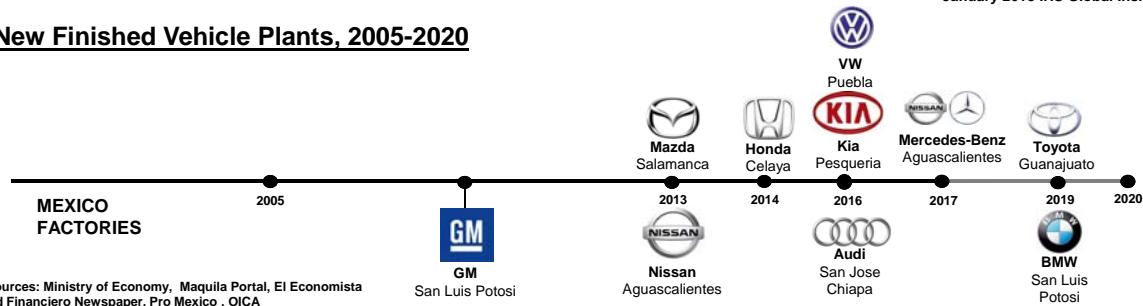 New Finished Vehicle Plants, 2005-2020
VW
Puebla
KIA
NISSAN
Mazda
Salamanca
Honda
Celaya
Kia
Pesqueria
Mercedes-Benz
Aguascalientes
Toyota
Guanajuato
2005
2013
2014
2016
2017
2019
2020
MEXICO
FACTORIES
GM
NISSAN
BMW
GM
San Luis Potosi
Nissan
Aguascalientes
Audi
San Jose
Chiapa
BMW
San Luis
Potosi
Sources: Ministry of Economy, Maquila Portal, El Economista
Financiero Newspaper, Pro Mexico , OICA